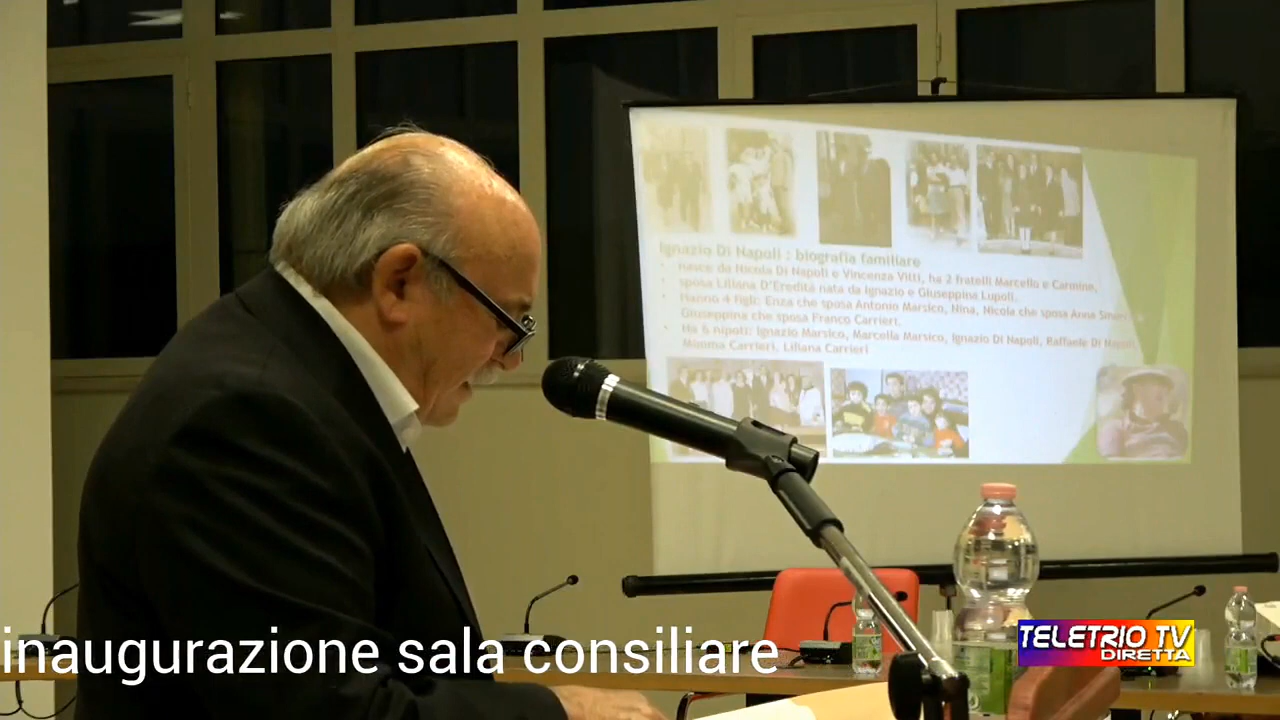 Ignazio Di Napoli : biografia familiare
nasce da Nicola Di Napoli e Vincenza Vitti, ha 2 fratelli Marcello e Carmine,
sposa Liliana D'Eredità nata da Ignazio e Giuseppina Lupoli.
Hanno 4 figli: Enza che sposa Antonio Marsico, Nina, Nicola che sposa Anna
Giuseppina che sposa Franco Carrieri.
Ha 6 nipoti: Ignazio Marsico, Marcella Marsico, Ignazio Di Napoli, Raffaele Di Napoli,
Mimma Carrieri, Liliana Carrieri
inaugurazione sala consiliare
TELETRIO TV
DIRETTA